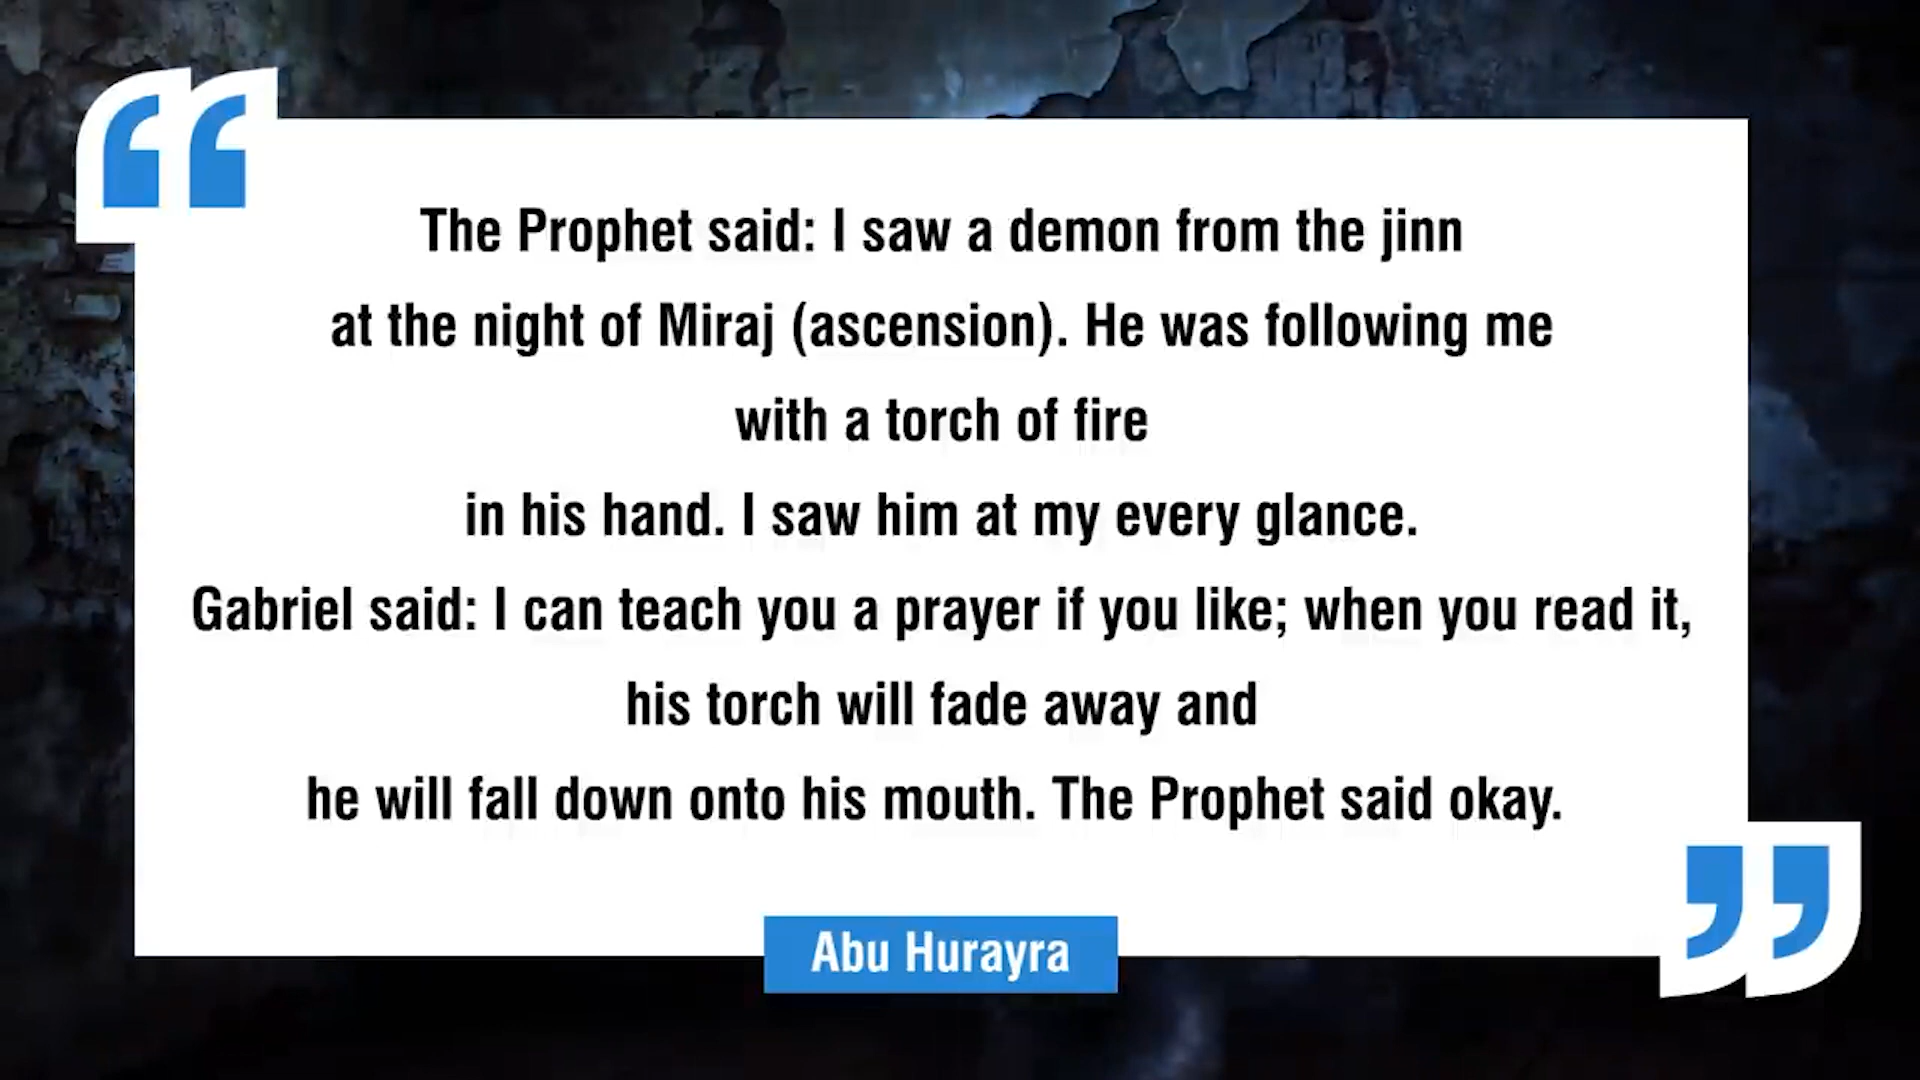 The Prophet said: I saw a demon from the jinn
at the night of Miraj (ascension). He was following me
with a torch of fire
in his hand. I saw him at my every glance.
Gabriel said: I can teach you a prayer if you like; when you read it,
his torch will fade away and
he will fall down onto his mouth. The Prophet said okay.
Abu Hurayra